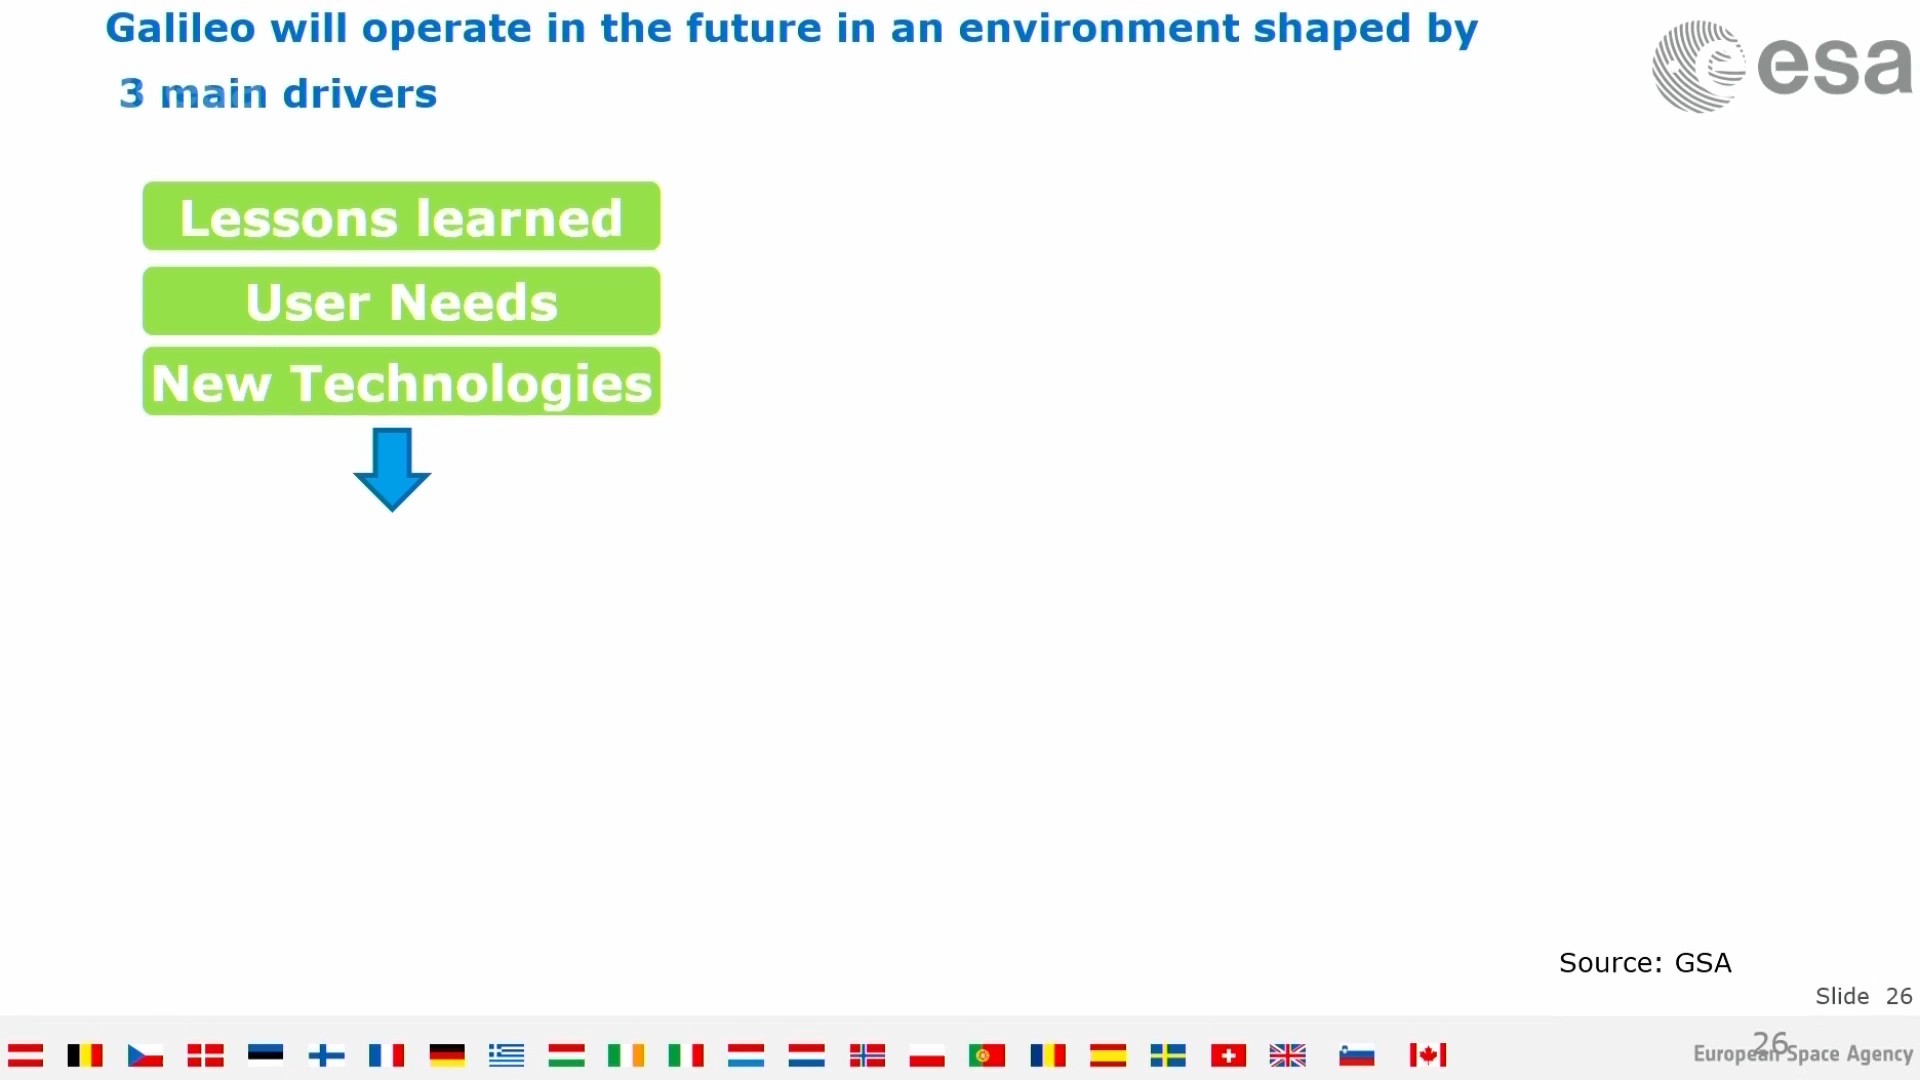 Galileo will operate in the future in an environment shaped by
3 main drivers
esa
Lessons learned
User Needs
New Technologies
Source: GSA
Slide 26
26
European Space Agency